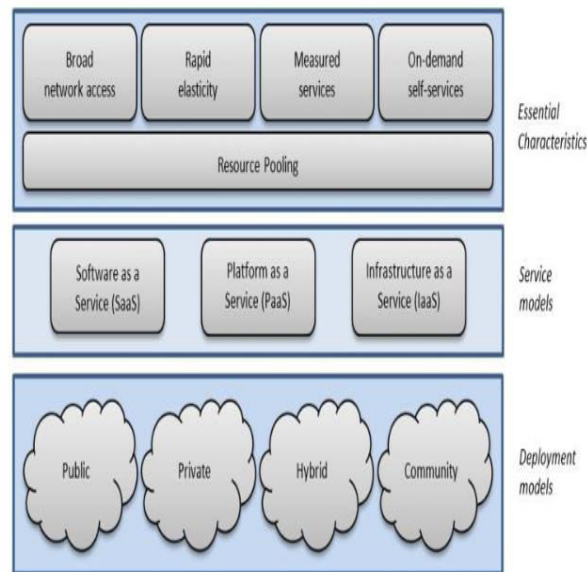 Broad
network access
Rapid
elasticity
Measured
services
On-demand
self-services
Resource Pooling
Essential
Characteristics
Software as a
Service (SaaS)
Platform as a
Service (PaaS)
Infrastructure as a
Service (IaaS)
Service
models
Public
Private
Hybrid
Community
Deployment
models